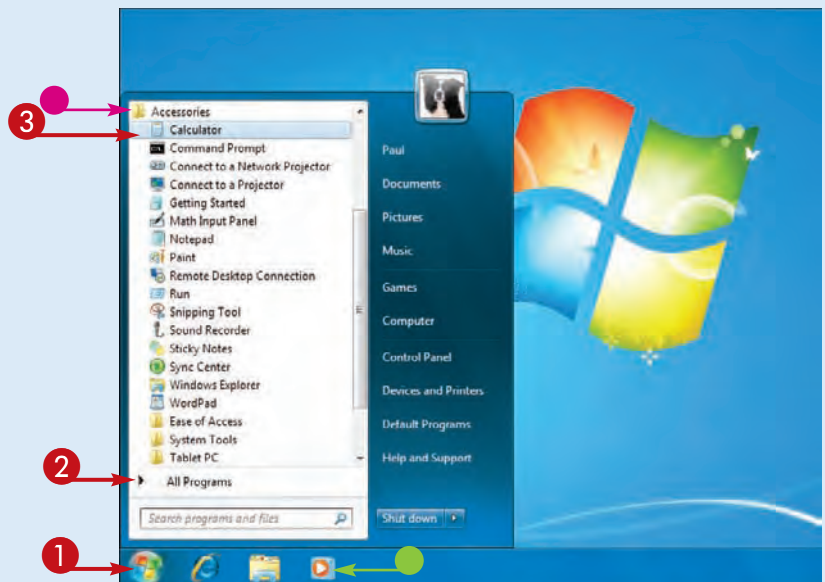 Accessories
3
Calculator
Command Prompt
Connect to a Network Projector
Connect to a Projector
Getting Started
Math Input Panel
Notepad
Paint
Remote Desktop Connection
Run
Snipping Tool
Sound Recorder
Sticky Notes
Sync Center
Windows Explorer
WordPad
Ease of Access
System Tools
Tablet PC
2
All Programs
Search programs and files
Paul
Documents
Pictures
Music
Games
Computer
Control Panel
Devices and Printers
Default Programs
Help and Support
Shut down
1